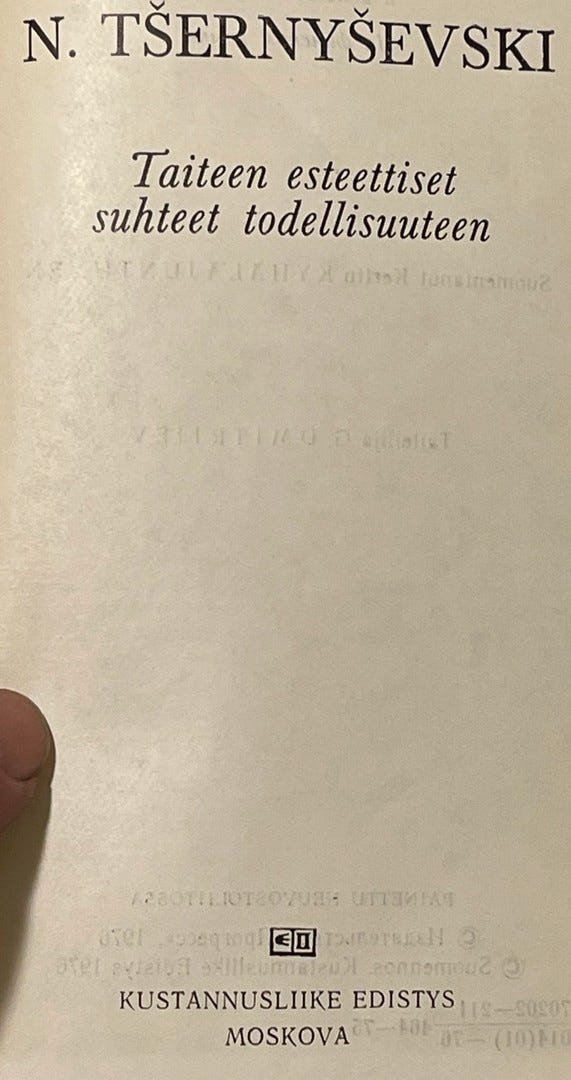 N. TŠERNYŠEVSKI
Taiteen esteettiset
suhteet todellisuuteen
KUSTANNUSLIIKE EDISTYS
MOSKOVA